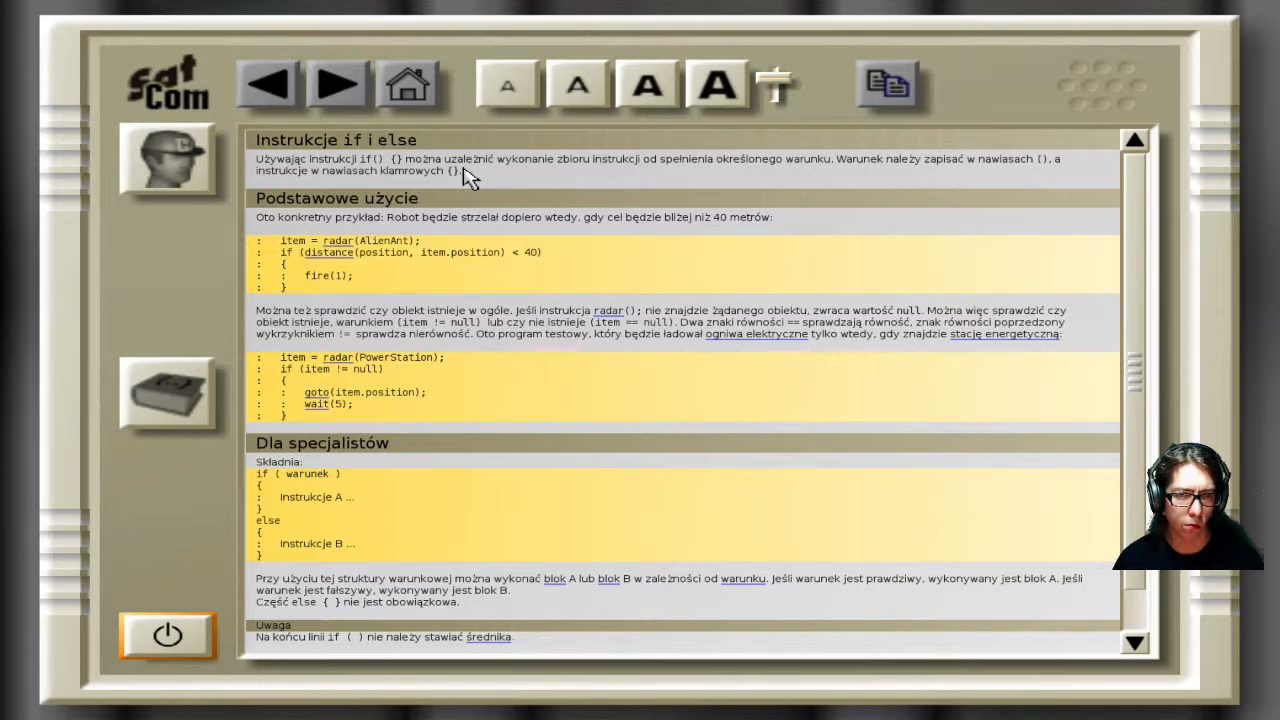 Sat
Com
A A A A
Instrukcje if i else
Używając instrukcji if() {} można uzależnić wykonanie zbioru instrukcji od spełnienia określonego warunku. Warunek należy zapisać w nawiasach (), a
instrukcje w nawiasach klamrowych {}.
Podstawowe użycie
Oto konkretny przykład: Robot będzie strzelał dopiero wtedy, gdy cel będzie bliżej niż 40 metrów:
: item = radar(AlienAnt);
: if (distance(position, item.position) < 40)
: {
: : fire(1);
: }
Można też sprawdzić czy obiekt istnieje w ogóle. Jeśli instrukcja radar(); nie znajdzie żądanego obiektu, zwraca wartość null. Można więc sprawdzić czy
obiekt istnieje, warunkiem (item != null) lub czy nie istnieje (item == null). Dwa znaki równości == sprawdzają równość, znak równości poprzedzony
wykrzyknikiem != sprawdza nierówność. Oto program testowy, który będzie ładował ogniwa elektryczne tylko wtedy, gdy znajdzie stację energetyczną:
: item = radar(PowerStation);
: if (item != null)
: {
: : goto(item.position);
: : wait(5);
: }
Dla specjalistów
Składnia:
if ( warunek )
{
: Instrukcje A ...
}
else
{
: Instrukcje B ...
}
Przy użyciu tej struktury warunkowej można wykonać blok A lub blok B w zależności od warunku. Jeśli warunek jest prawdziwy, wykonywany jest blok A. Jeśli
warunek jest fałszywy, wykonywany jest blok B.
Część else { } nie jest obowiązkowa.
Uwaga
Na końcu linii if ( ) nie należy stawiać średnika